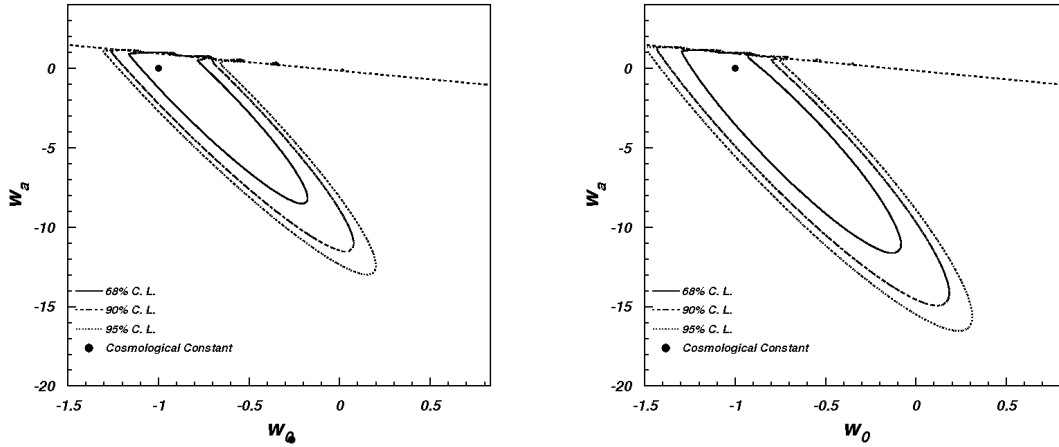 0
-5
-10
-15
-20
w_a
68% C. L.
90% C. L.
95% C. L.
Cosmological Constant
-1.5 -1 -0.5 0 0.5
w_0
0
-5
-10
-15
-20
w_a
68% C. L.
90% C. L.
95% C. L.
Cosmological Constant
-1.5 -1 -0.5 0 0.5
w_0